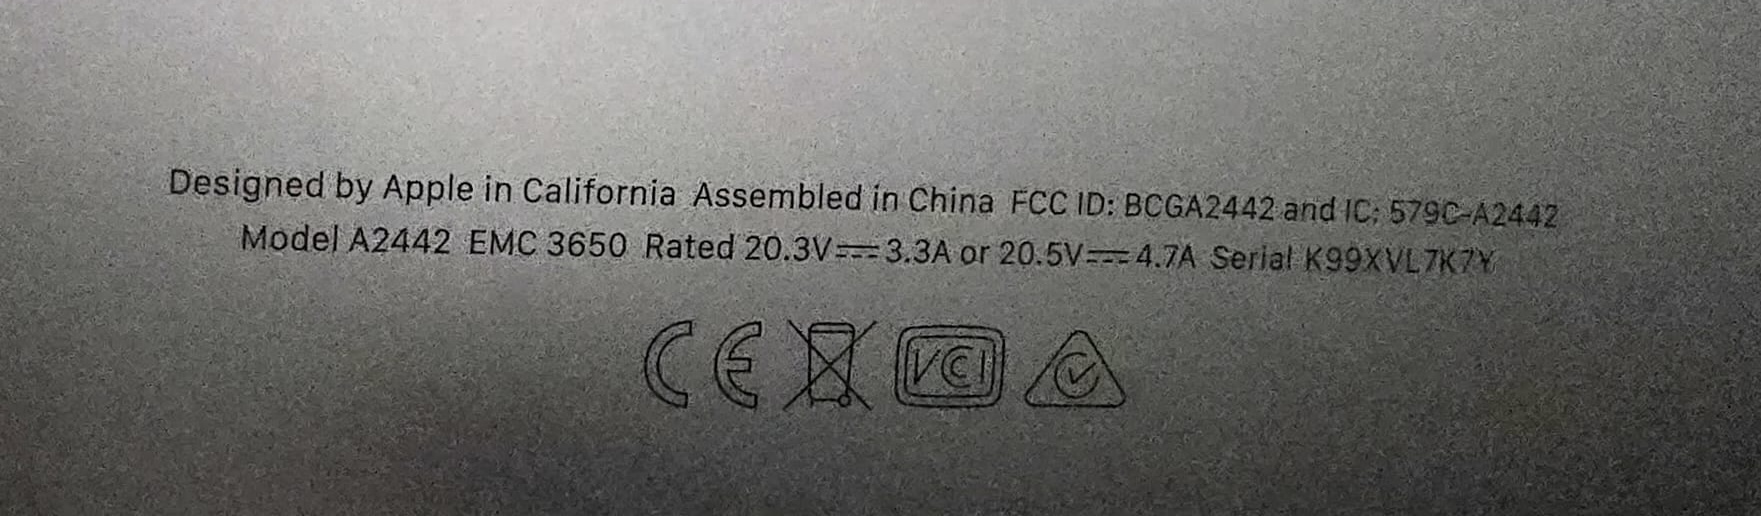 Designed by Apple in California Assembled in China FCC ID: BCGA2442 and IC: 579C-A2442
Model A2442 EMC 3650 Rated 20.3V⎓3.3A or 20.5V⎓4.7A Serial K99XVL7K7Y
CE VCI